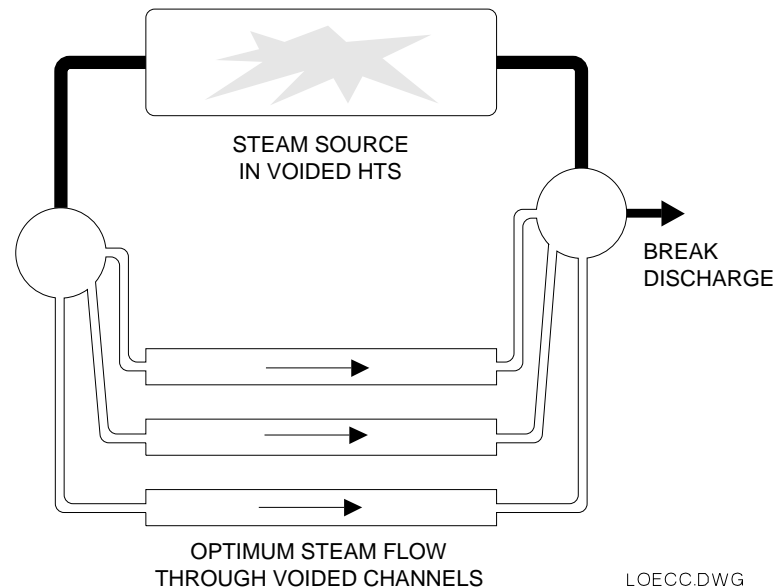 STEAM SOURCE
IN VOIDED HTS
BREAK
DISCHARGE
OPTIMUM STEAM FLOW
THROUGH VOIDED CHANNELS
LOECC.DWG